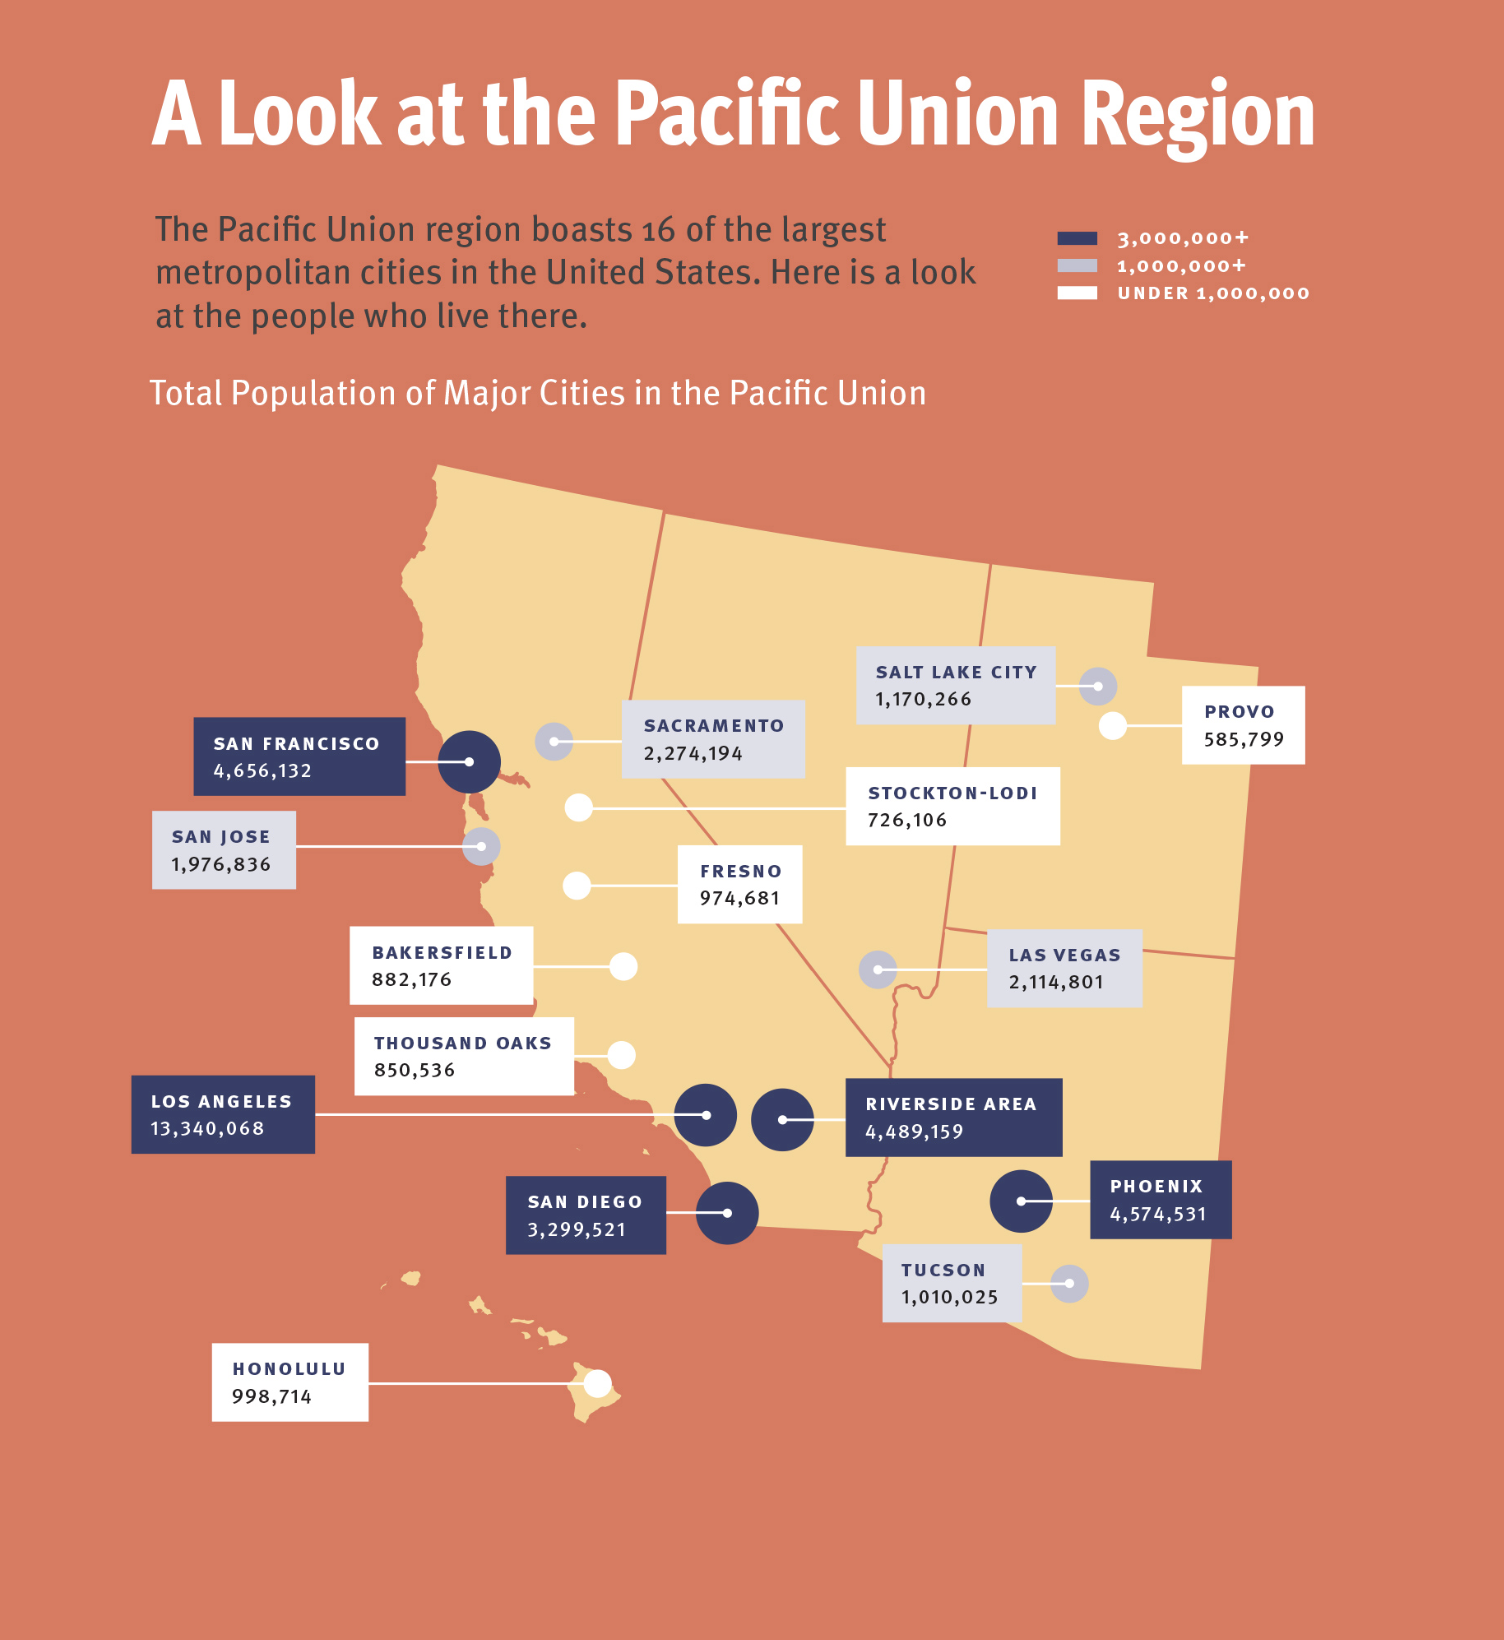 A Look at the Pacific Union Region
The Pacific Union region boasts 16 of the largest
metropolitan cities in the United States. Here is a look
at the people who live there.
3,000,000+
1,000,000+
UNDER 1,000,000
Total Population of Major Cities in the Pacific Union
SALT LAKE CITY
1,170,266
PROVO
585,799
SACRAMENTO
2,274,194
SAN FRANCISCO
4,656,132
STOCKTON-LODI
726,106
SAN JOSE
1,976,836
FRESNO
974,681
BAKERSFIELD
882,176
LAS VEGAS
2,114,801
THOUSAND OAKS
850,536
LOS ANGELES
13,340,068
RIVERSIDE AREA
4,489,159
SAN DIEGO
3,299,521
PHOENIX
4,574,531
TUCSON
1,010,025
HONOLULU
998,714